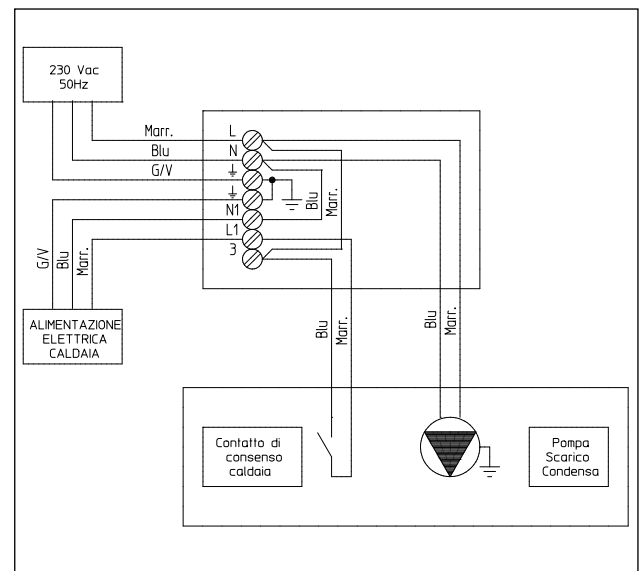 230 Vac
50Hz
Marr.
Blu
G/V
L
N
N1
L1
3
Blu
Marr.
G/V
Blu
Marr.
ALIMENTAZIONE
ELETTRICA
CALDAIA
Blu
Marr.
Blu
Marr.
Contatto di
consenso
caldaia
Pompa
Scarico
Condensa